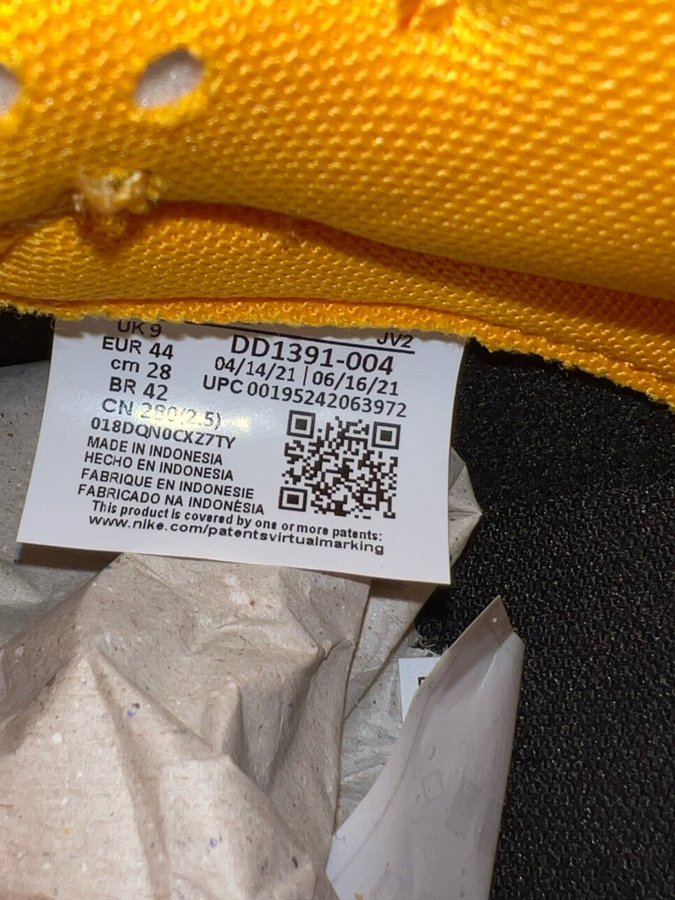 UK 9
EUR 44
cm 28
BR 42
CN 280(2.5)
018DQN0CXZ7TY
MADE IN INDONESIA
HECHO EN INDONESIA
FABRIQUE EN INDONESIE
FABRICADO NA INDONÉSIA
JV2
DD1391-004
04/14/21 | 06/16/21
UPC 00195242063972
This product is covered by one or more patents:
www.nike.com/patentsvirtualmarking